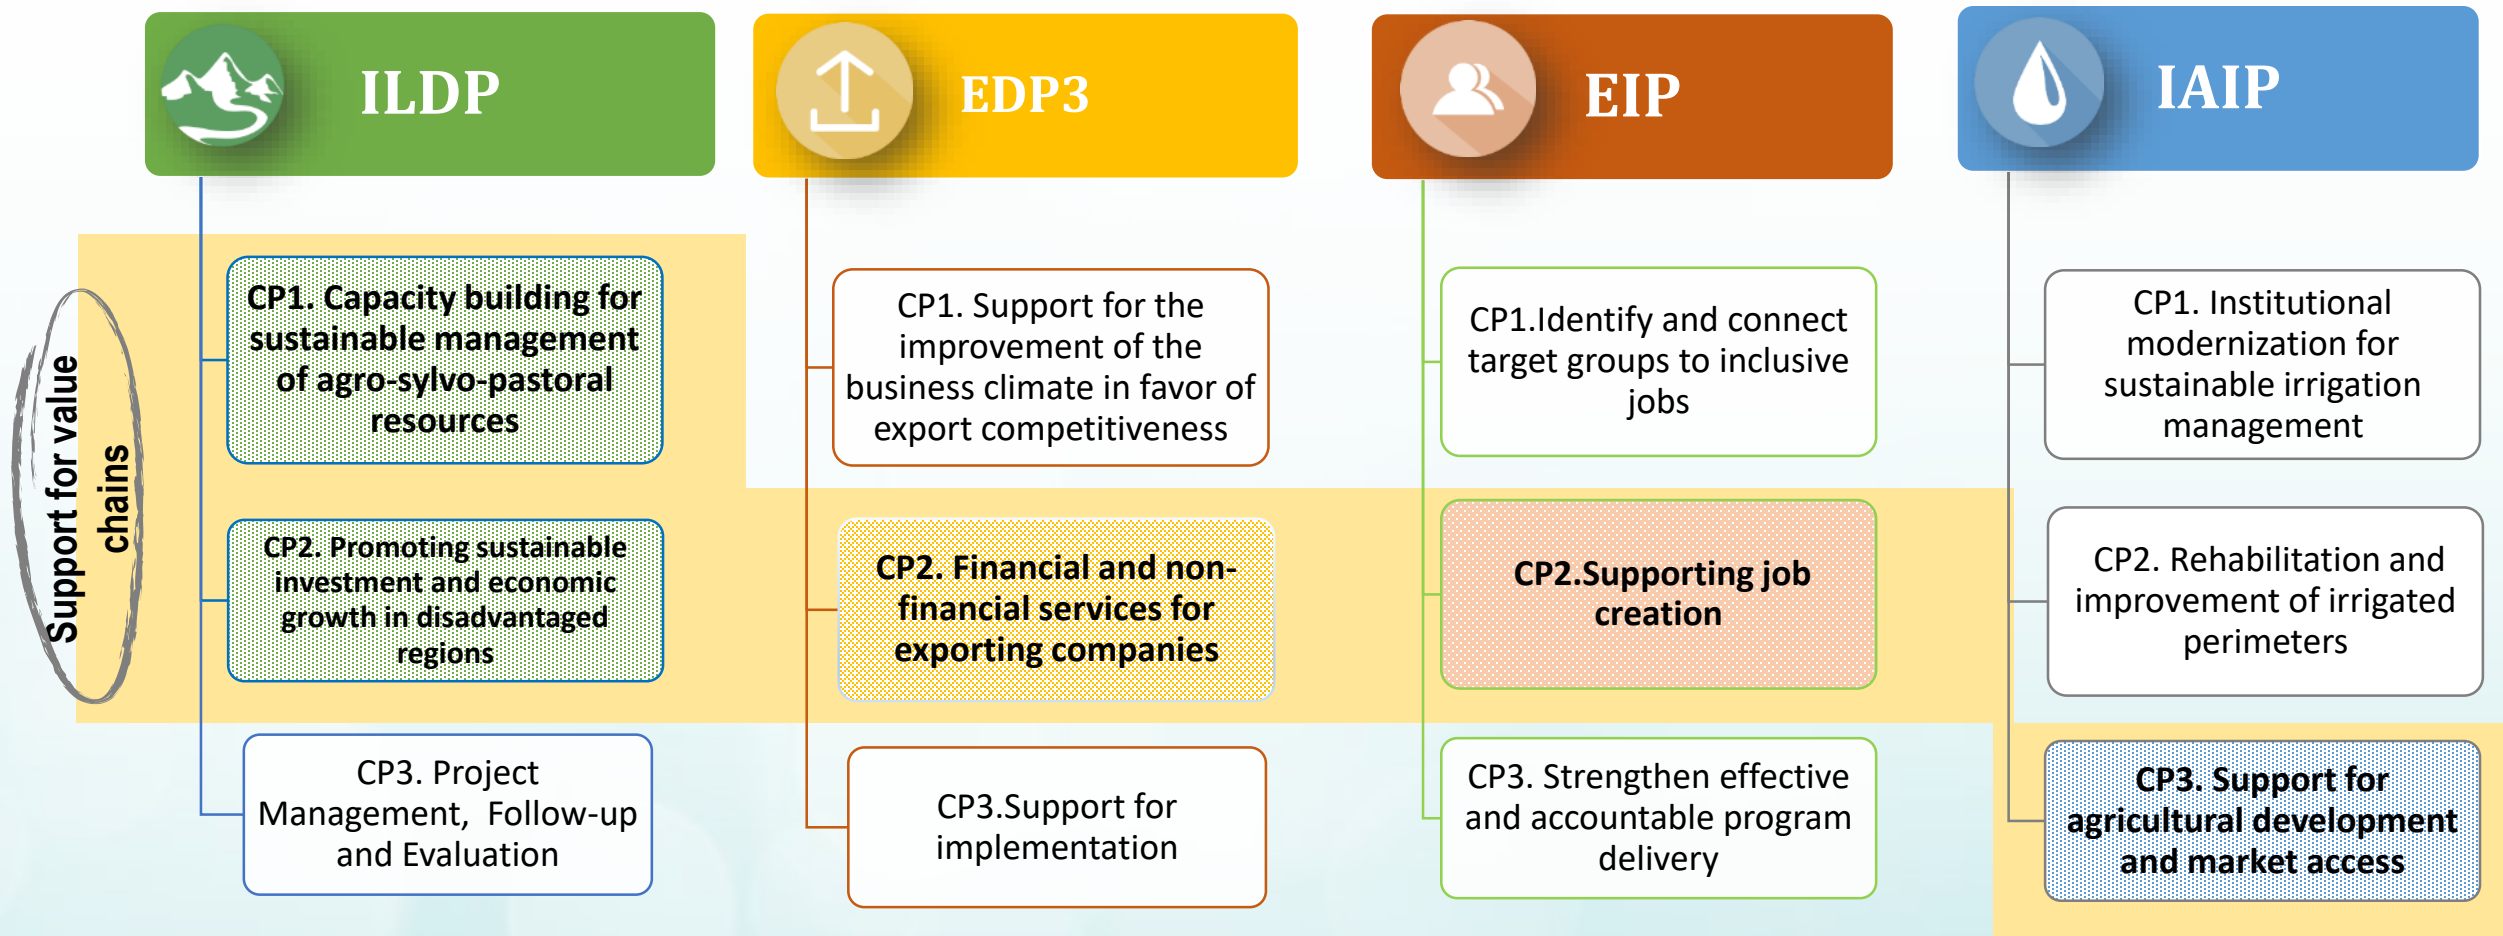 ILDP
EDP3
EIP
IAIP
Support for value
chains
CP1. Capacity building for
sustainable management
of agro-sylvo-pastoral
resources
CP2. Promoting sustainable
investment and economic
growth in disadvantaged
regions
CP3. Project
Management,  Follow-up
and Evaluation
CP1. Support for the
improvement of the
business climate in favor of
export competitiveness
CP2. Financial and non-
financial services for
exporting companies
CP3.Support for
implementation
CP1.Identify and connect
target groups to inclusive
jobs
CP2.Supporting job
creation
CP3. Strengthen effective
and accountable program
delivery
CP1. Institutional
modernization for
sustainable irrigation
management
CP2. Rehabilitation and
improvement of irrigated
perimeters
CP3. Support for
agricultural development
and market access